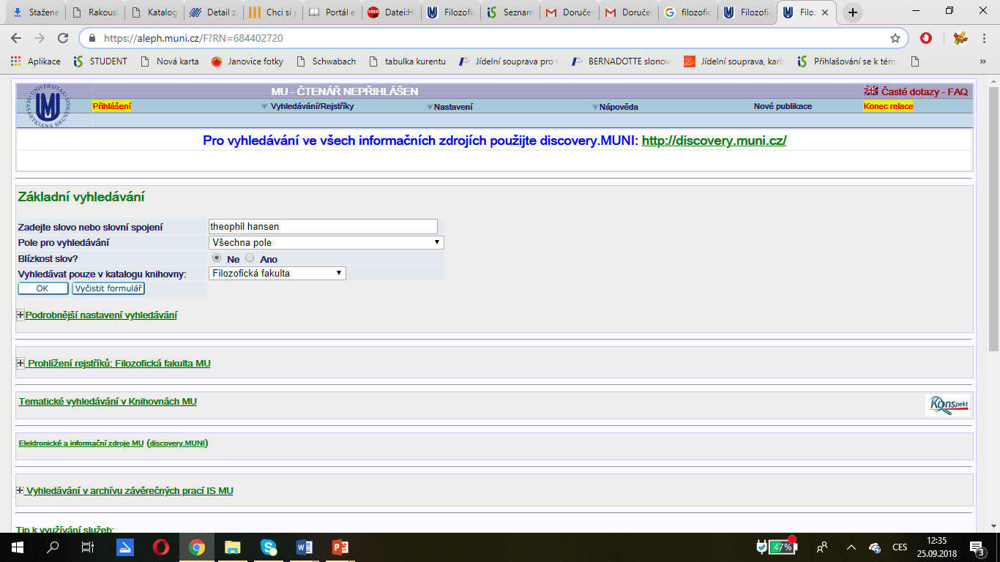 Stažené Rakousk Katalog Detail z Chci si p Portál e Datei:Hl Filozofic Seznam Doruče Doruče filozofic Filozofic Filoz
https://aleph.muni.cz/F?RN=684402720
Aplikace STUDENT Nová karta Janovice fotky Schwabach tabulka kurentu Jídelní souprava pro 6 BERNADOTTE slonov Jídelní souprava, karl Přihlašování se k tém »
MU - ČTENÁŘ NEPŘIHLÁŠEN Časté dotazy - FAQ
Přihlášení Vyhledávání/Rejstříky Nastavení Nápověda Nové publikace Konec relace
Pro vyhledávání ve všech informačních zdrojích použijte discovery.MUNI: http://discovery.muni.cz/
Základní vyhledávání
Zadejte slovo nebo slovní spojení theophil hansen
Pole pro vyhledávání Všechna pole
Blízkost slov? Ne Ano
Vyhledávat pouze v katalogu knihovny: Filozofická fakulta
OK Vyčistit formulář
Podrobnější nastavení vyhledávání
Prohlížení rejstříků: Filozofická fakulta MU
Tematické vyhledávání v Knihovnách MU Konspekt
Elektronické a informační zdroje MU (discovery.MUNI)
Vyhledávání v archívu závěrečných prací IS MU
Tip k využívání služeb:
47% CES 12:35
25.09.2018 3